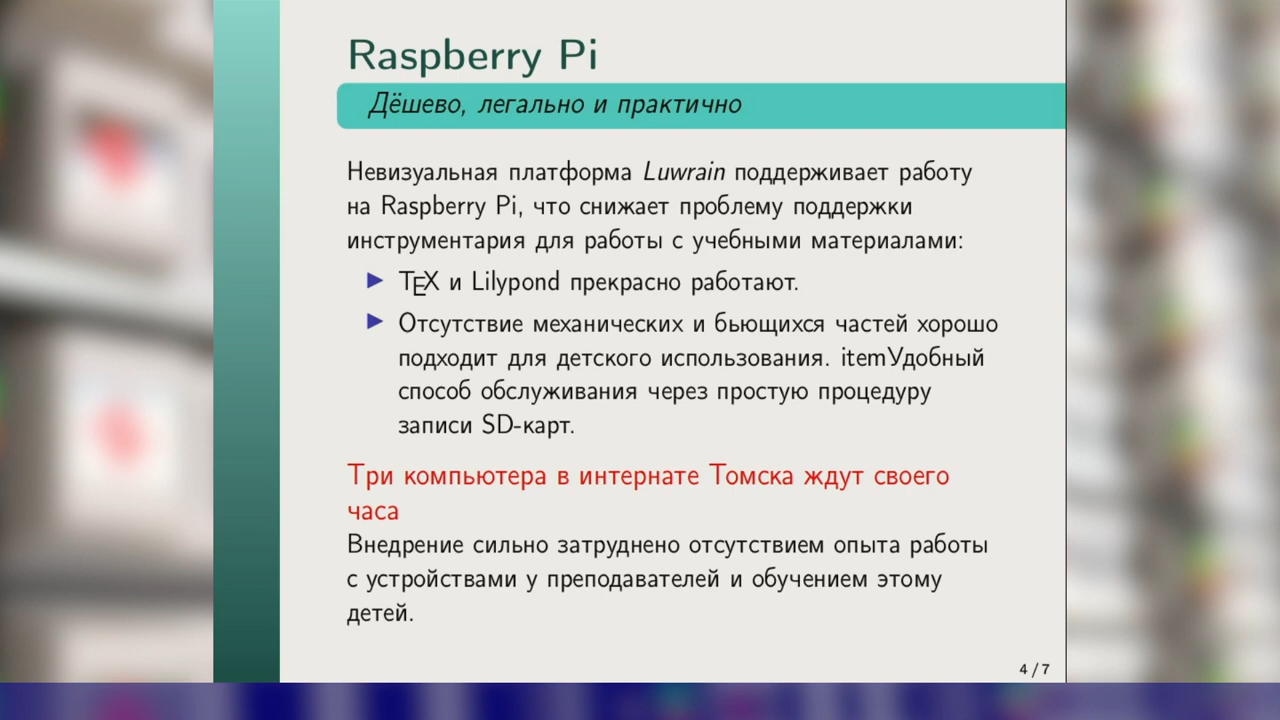 Raspberry Pi
Дёшево, легально и практично
Невизуальная платформа Luwrain поддерживает работу
на Raspberry Pi, что снижает проблему поддержки
инструментария для работы с учебными материалами:
▶ TEX и Lilypond прекрасно работают.
▶ Отсутствие механических и бьющихся частей хорошо
подходит для детского использования. itemУдобный
способ обслуживания через простую процедуру
записи SD-карт.
Три компьютера в интернате Томска ждут своего
часа
Внедрение сильно затруднено отсутствием опыта работы
с устройствами у преподавателей и обучением этому
детей.
4 / 7